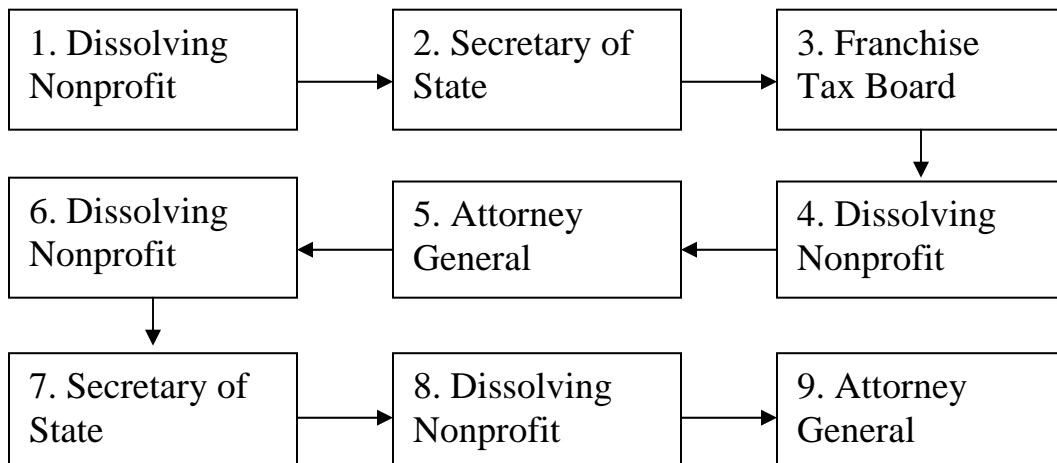 1. Dissolving
Nonprofit
2. Secretary of
State
3. Franchise
Tax Board
4. Dissolving
Nonprofit
5. Attorney
General
6. Dissolving
Nonprofit
7. Secretary of
State
8. Dissolving
Nonprofit
9. Attorney
General